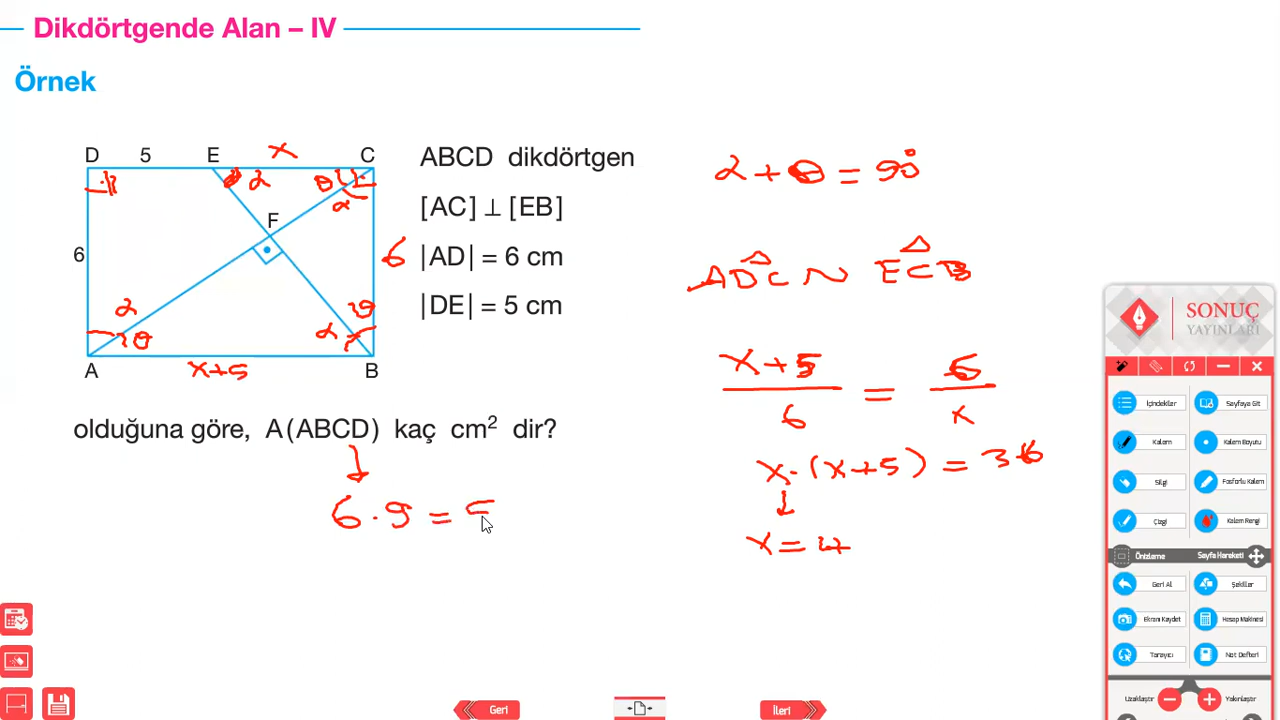 Dikdörtgende Alan – IV
Örnek
D 5 E x C
α θ
α
F
6
6
α θ
α θ
A x+5 B
ABCD dikdörtgen
[AC] ⊥ [EB]
|AD| = 6 cm
|DE| = 5 cm
olduğuna göre, A(ABCD) kaç cm² dir?
6 . 9 = 5
α + θ = 90°
ADC ~ ECB
x+5 / 6 = 6 / x
x.(x+5) = 36
x = 4
SONUÇ
YAYINLARI
İçindekiler
Sayfaya Git
Kalem
Kalem Boyutu
Silgi
Fosforlu Kalem
Çizgi
Kalem Rengi
Önizleme
Sayfa Hareketi
Geri Al
Şekiller
Ekranı Kaydet
Hesap Makinesi
Tarayıcı
Not Defteri
Uzaklaştır
Yakınlaştır
Geri
İleri